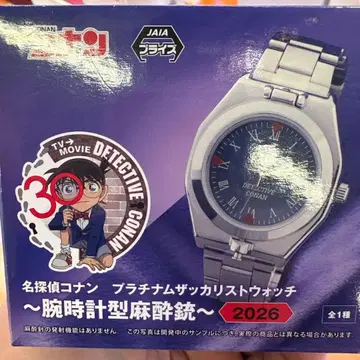 CONAN
コナン
JAIA
プライズ
TV→
MOVIE
DETECTIVE CONAN
30
DETECTIVE
CONAN
名探偵コナン プラチナムザッカリストウォッチ
～腕時計型麻酔銃～ 2026
麻酔針の発射機能はありません。 この写真は開発中のサンプルにつき、実際の商品とは異なる場合があります。 全1種